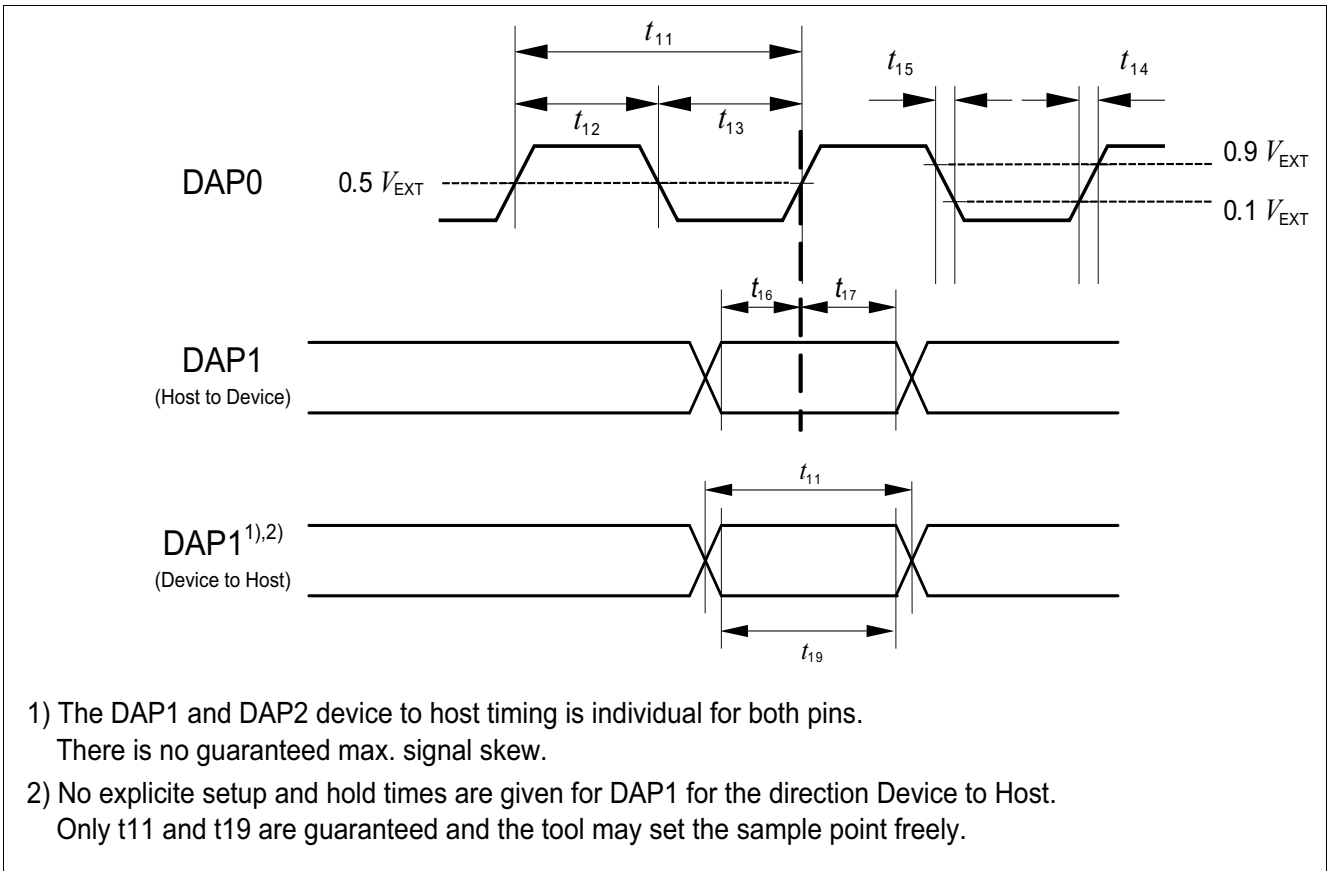 t11
t15
t14
t12
t13
DAP0
0.5 VEXT
0.9 VEXT
0.1 VEXT
t16
t17
DAP1
(Host to Device)
t11
DAP1 1),2)
(Device to Host)
t19
1) The DAP1 and DAP2 device to host timing is individual for both pins.
There is no guaranteed max. signal skew.
2) No explicite setup and hold times are given for DAP1 for the direction Device to Host.
Only t11 and t19 are guaranteed and the tool may set the sample point freely.